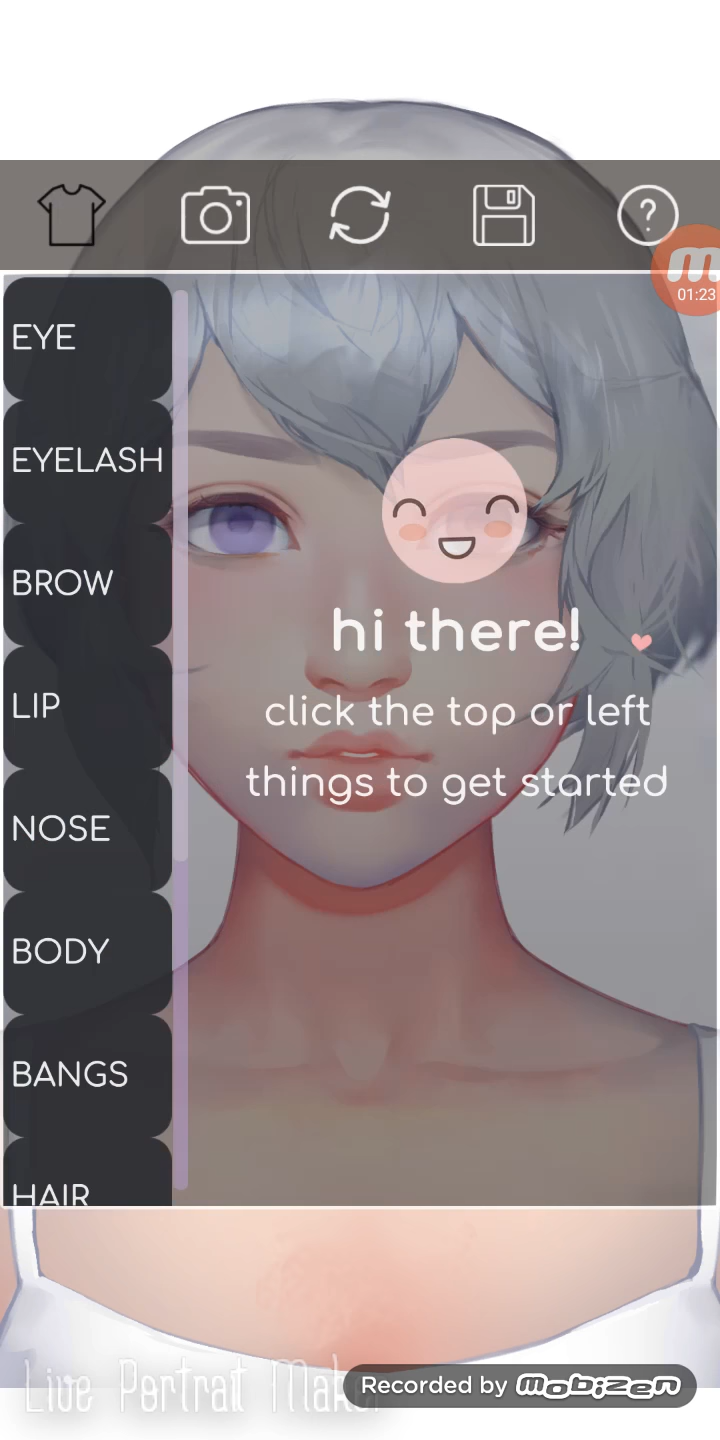 m
01:23
EYE
EYELASH
BROW
LIP
NOSE
BODY
BANGS
HAIR
hi there!
click the top or left
things to get started
Live Portrait Maker
Recorded by mobizen